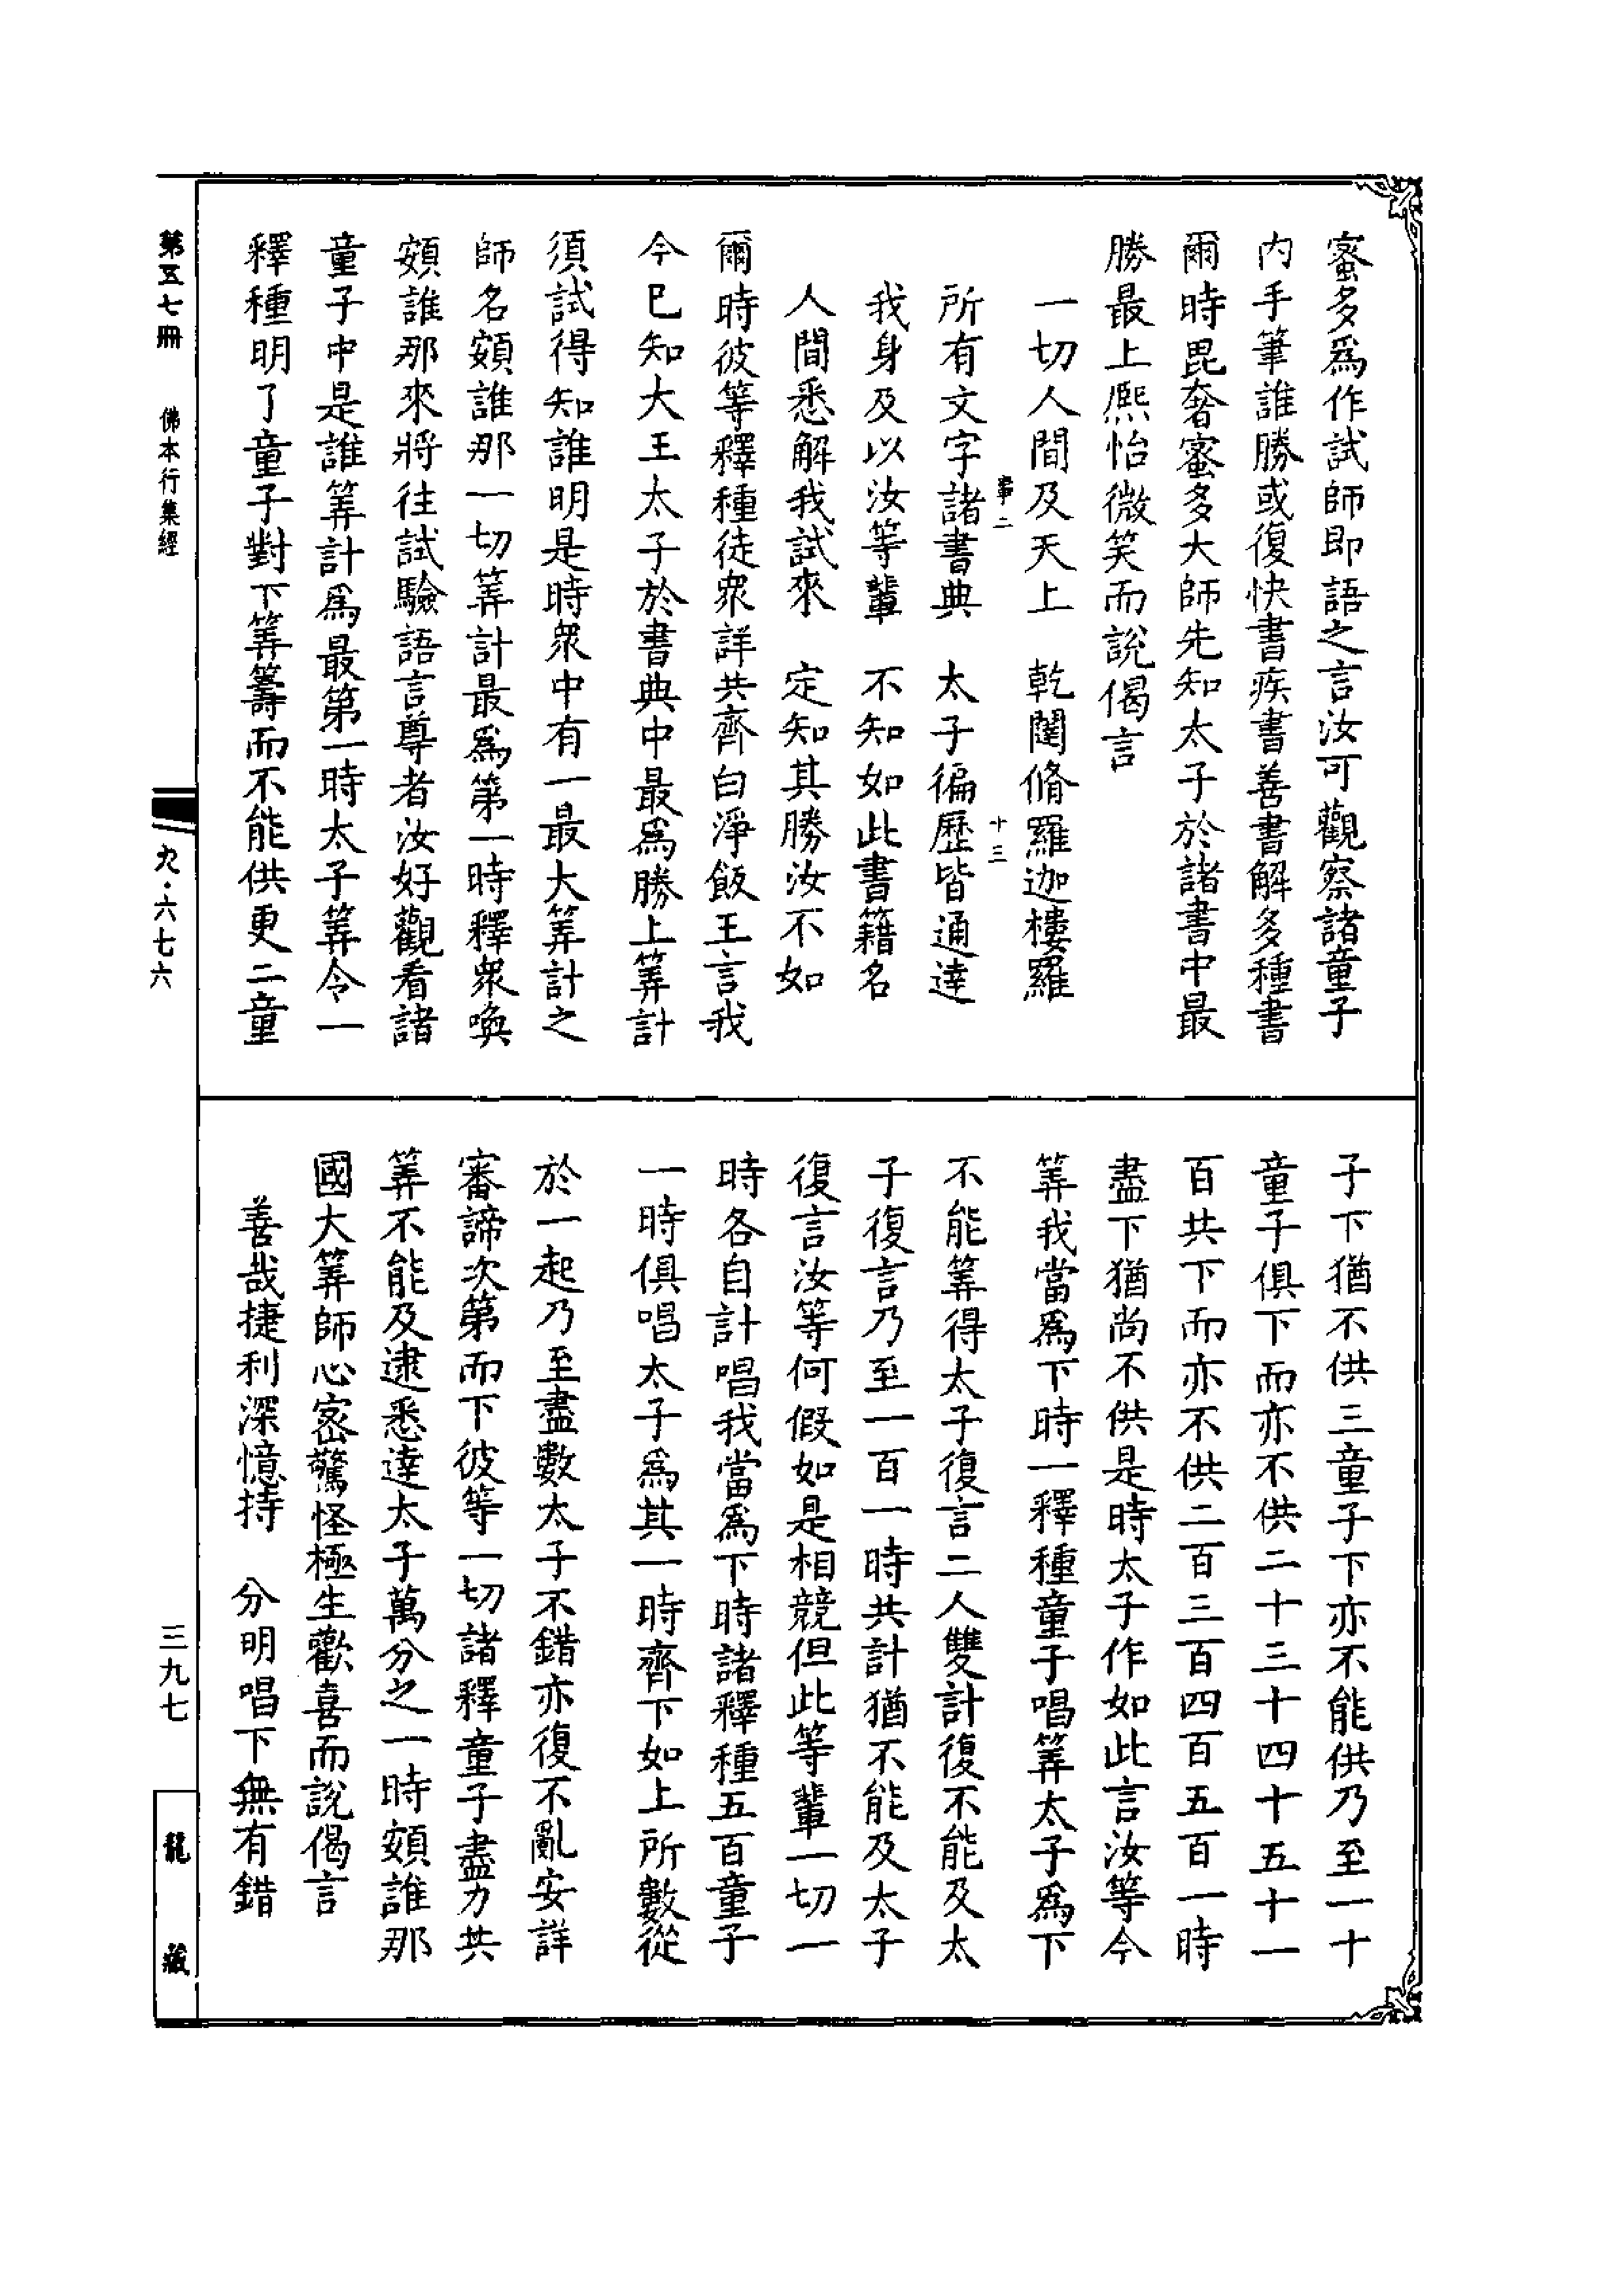 蜜多爲作試師即語之言汝可觀察諸童子
内手筆誰勝或復快書疾書善書解多種書
爾時毘奢蜜多大師先知太子於諸書中最
勝最上熙怡微笑而說偈言
一切人間及天上　乾闥脩羅迦樓羅
所有文字諸書典　太子徧歷皆通達
我身及以汝等輩　不知如此書籍名
人間悉解我試來　定知其勝汝不如
爾時彼等釋種徒眾詳共齊白淨飯王言我
今已知大王太子於書典中最爲勝上筭計
須試得知誰明是時眾中有一最大筭計之
師名頞誰那一切筭計最爲第一時釋眾喚
頞誰那來將往試驗語言尊者汝好觀看諸
童子中是誰筭計爲最第一時太子筭令一
釋種明了童子對下筭籌而不能供更二童
子下猶不供三童子下亦不能供乃至一十
童子俱下而亦不供二十三十四十五十一
百共下而亦不供二百三百四百五百一時
盡下猶尚不供是時太子作如此言汝等今
筭我當爲下時一釋種童子唱筭太子爲下
不能筭得太子復言二人雙計復不能及太
子復言乃至一百一時共計猶不能及太子
復言汝等何假如是相競但此等輩一切一
時各自計唱我當爲下時諸釋種五百童子
一時俱唱太子爲其一時齊下如上所數從
於一起乃至盡數太子不錯亦復不亂安詳
審諦次第而下彼等一切諸釋童子盡力共
筭不能及逮悉達太子萬分之一時頞誰那
國大筭師心密驚怪極生歡喜而說偈言
善哉捷利深憶持　分明唱下無有錯
事二
十三
第五七冊　佛本行集經
九·六七六
三九七
龍藏